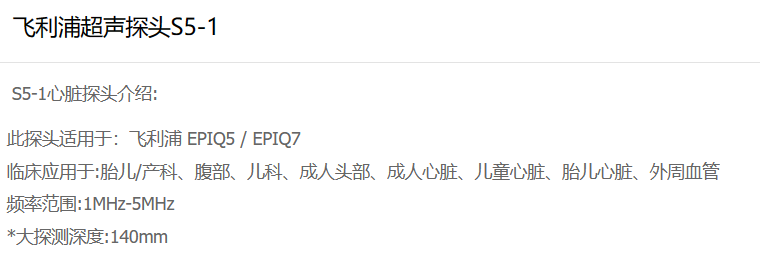 飞利浦超声探头S5-1
S5-1心脏探头介绍:
此探头适用于：飞利浦 EPIQ5 / EPIQ7
临床应用于:胎儿/产科、腹部、儿科、成人头部、成人心脏、儿童心脏、胎儿心脏、外周血管
频率范围:1MHz-5MHz
*大探测深度:140mm